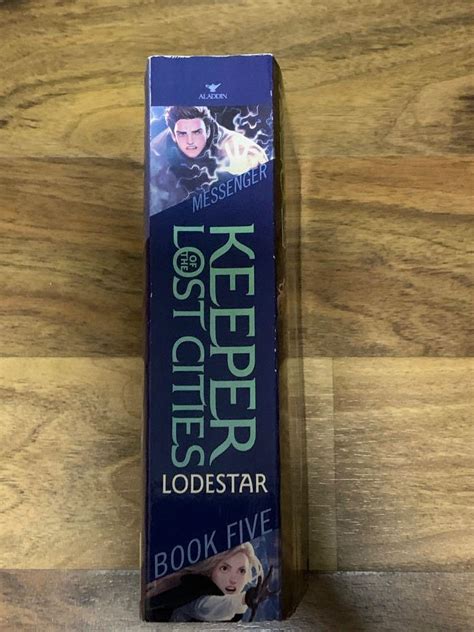 ALADDIN
MESSENGER
KEEPER
OF THE
LOST CITIES
LODESTAR
BOOK FIVE